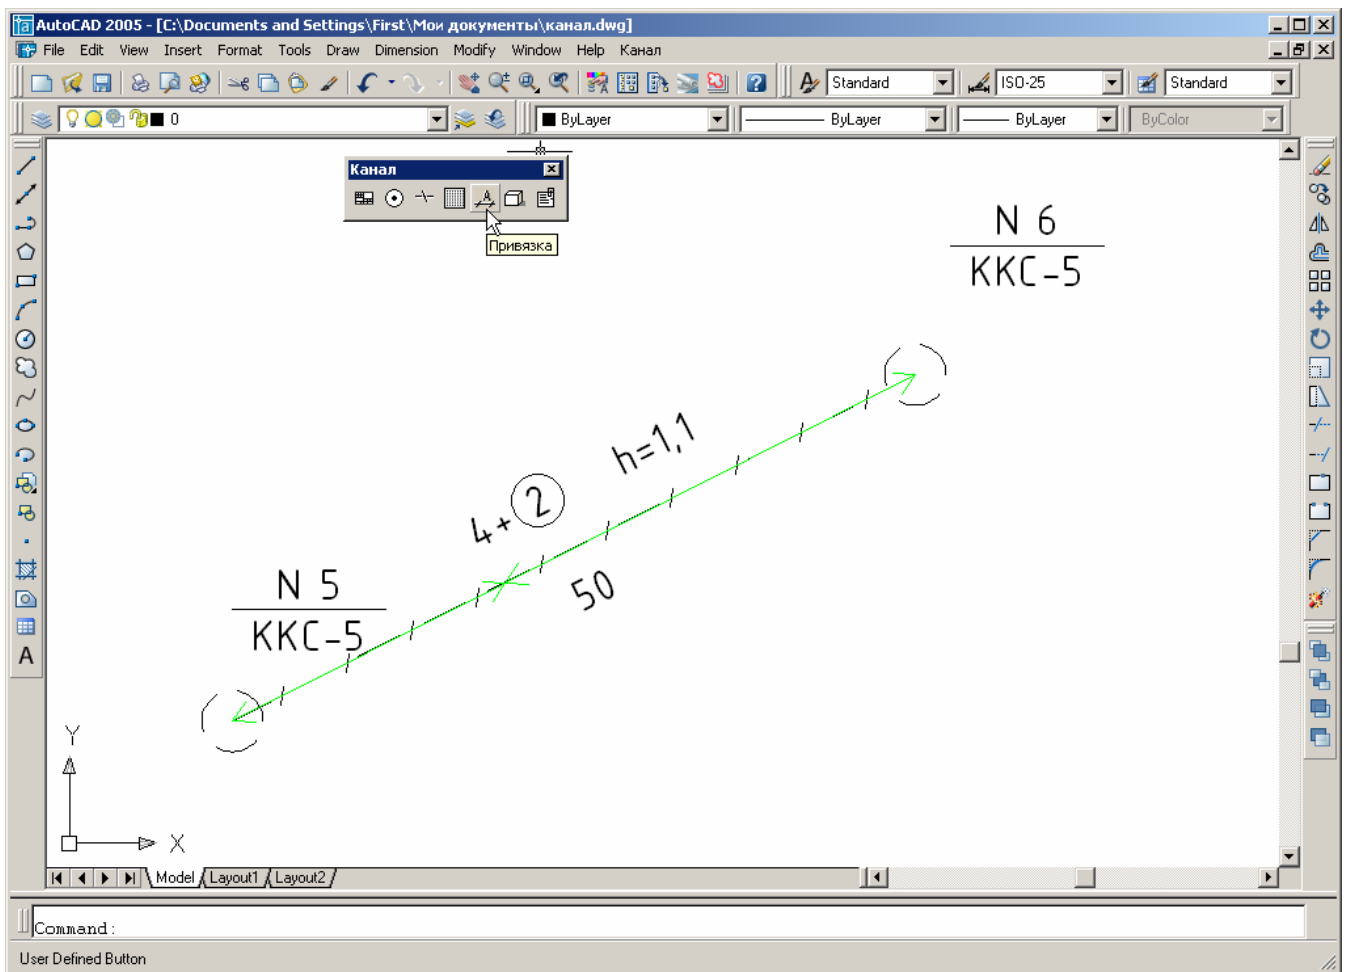 AutoCAD 2005 - [C:\Documents and Settings\First\Мои документы\канал.dwg]
File Edit View Insert Format Tools Draw Dimension Modify Window Help Канал
Standard ISO-25 Standard
0 ByLayer ByLayer ByLayer ByColor
Канал
Привязка
N 6
ККС-5
h=1,1
4+2
50
N 5
ККС-5
Y
X
A
Model Layout1 Layout2
Command:
User Defined Button